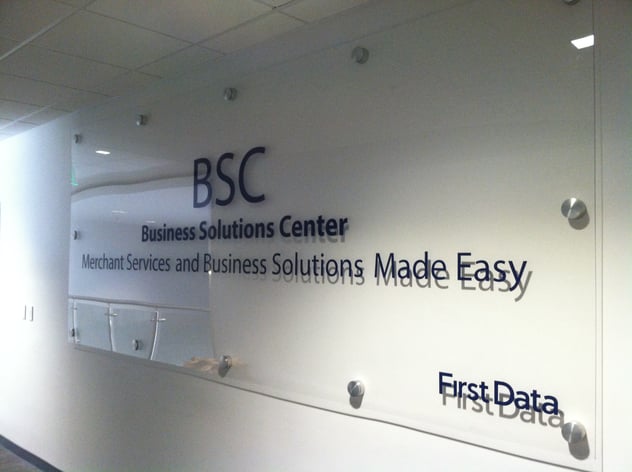 BSC
Business Solutions Center
Merchant Services and Business Solutions Made Easy
First Data